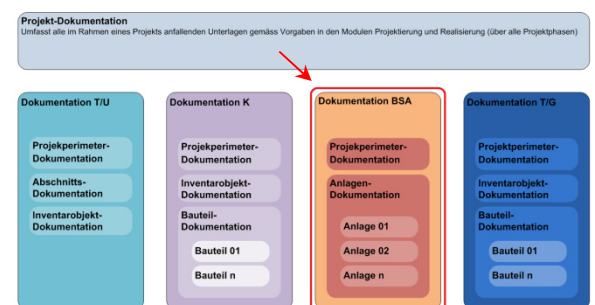 Projekt-Dokumentation
Umfasst alle im Rahmen eines Projekts anfallenden Unterlagen gemäss Vorgaben in den Modulen Projektierung und Realisierung (über alle Projektphasen)
Dokumentation T/U
Projekperimeter-
Dokumentation
Abschnitts-
Dokumentation
Inventarobjekt-
Dokumentation
Dokumentation K
Projekperimeter-
Dokumentation
Inventarobjekt-
Dokumentation
Bauteil-
Dokumentation
Bauteil 01
Bauteil n
Dokumentation BSA
Projekperimeter-
Dokumentation
Anlagen-
Dokumentation
Anlage 01
Anlage 02
Anlage n
Dokumentation T/G
Projektperimeter-
Dokumentation
Inventarobjekt-
Dokumentation
Bauteil-
Dokumentation
Bauteil 01
Bauteil n